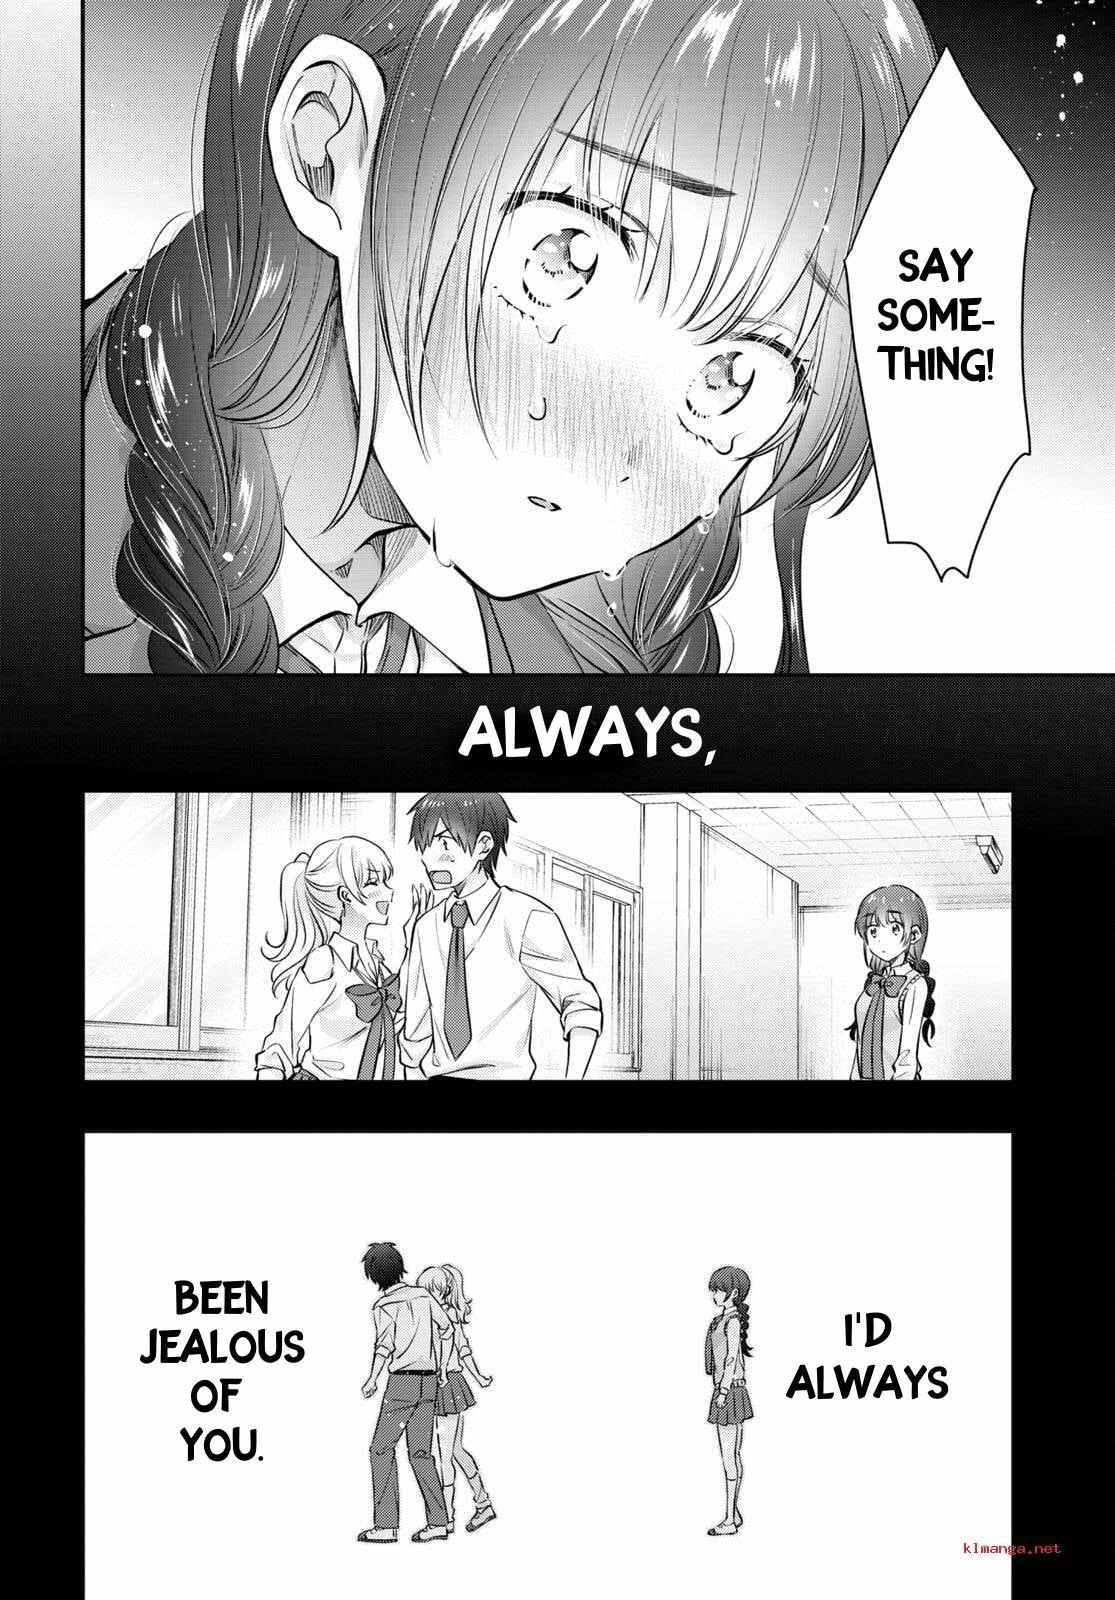 SAY
SOME-
THING!
ALWAYS,
I'D
ALWAYS
BEEN
JEALOUS
OF
YOU.
klmanga.net